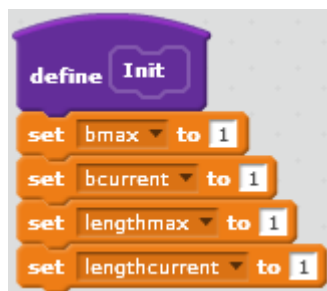 define Init
set bmax to 1
set bcurrent to 1
set lengthmax to 1
set lengthcurrent to 1